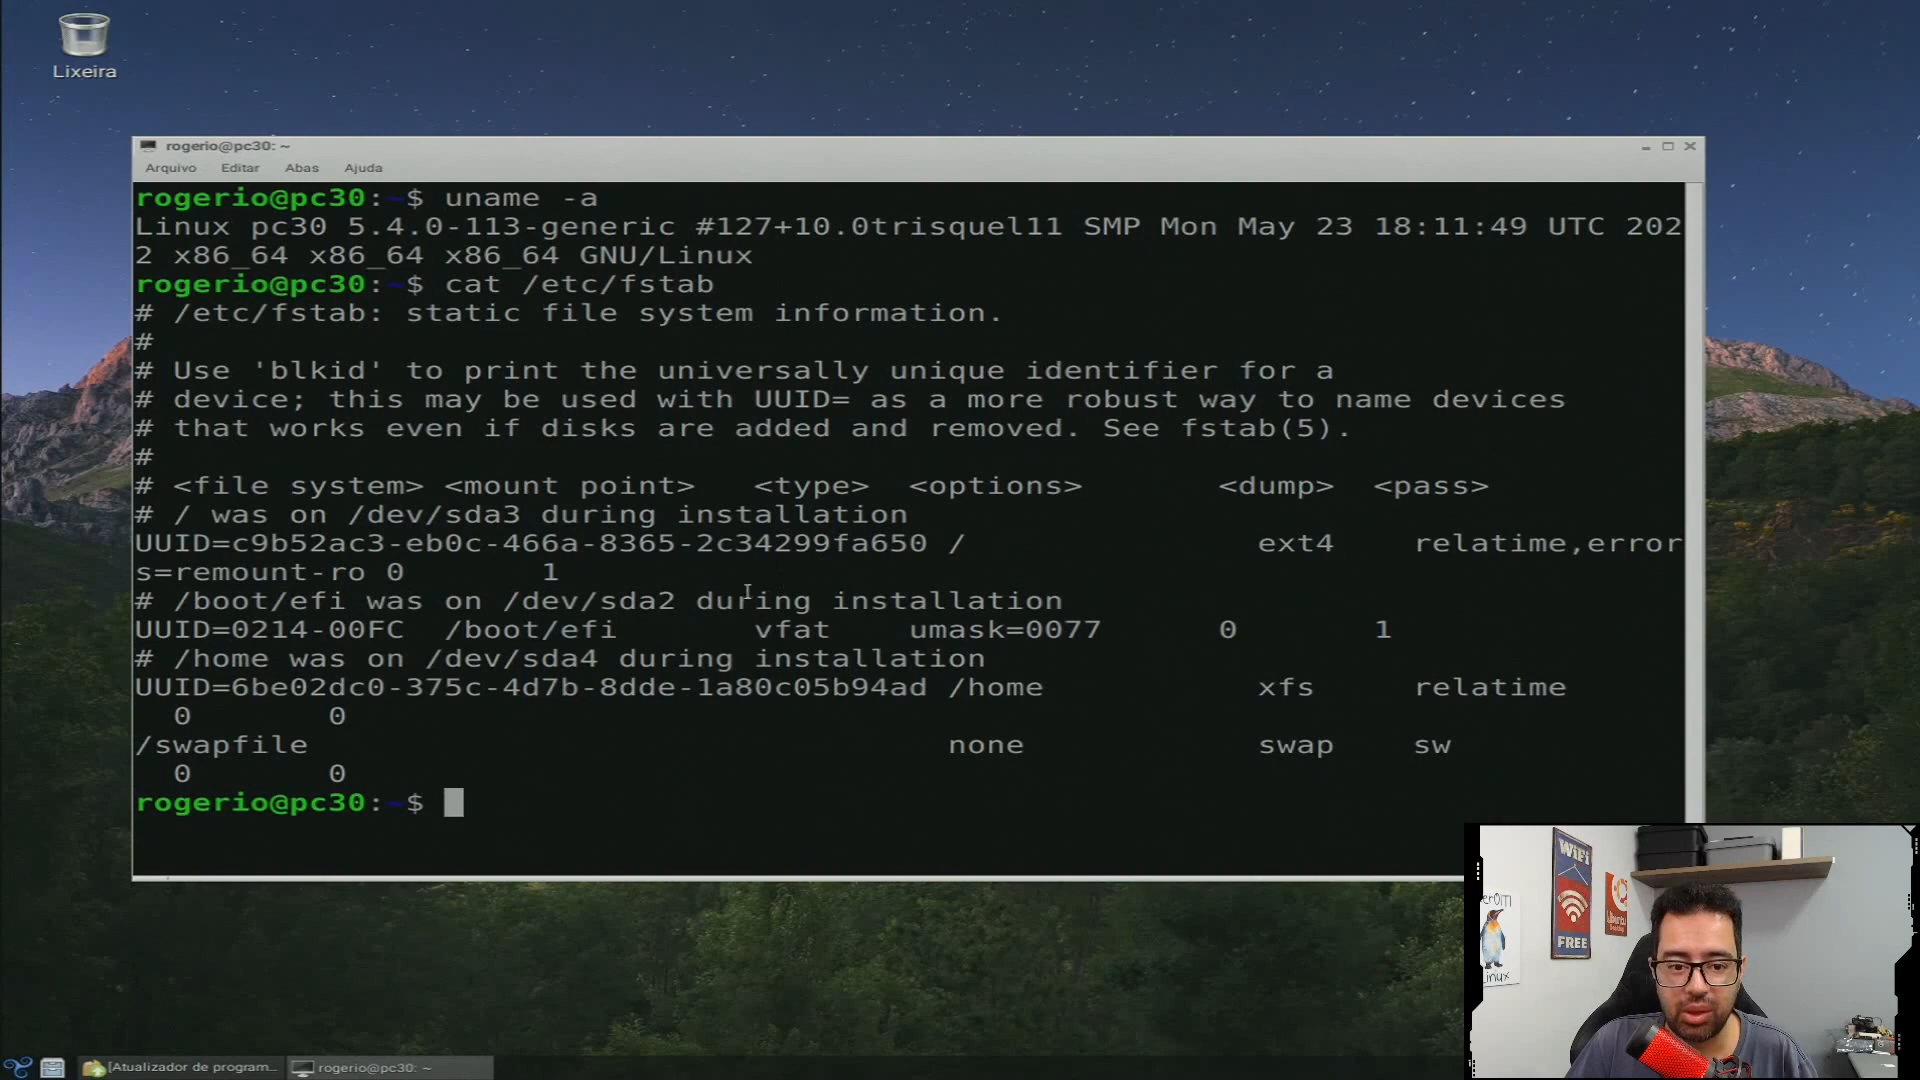 Lixeira
rogerio@pc30: ~
Arquivo Editar Abas Ajuda
rogerio@pc30:~$ uname -a
Linux pc30 5.4.0-113-generic #127+10.0trisquel11 SMP Mon May 23 18:11:49 UTC 202
2 x86_64 x86_64 x86_64 GNU/Linux
rogerio@pc30:~$ cat /etc/fstab
# /etc/fstab: static file system information.
#
# Use 'blkid' to print the universally unique identifier for a
# device; this may be used with UUID= as a more robust way to name devices
# that works even if disks are added and removed. See fstab(5).
#
# <file system> <mount point>   <type>  <options>       <dump>  <pass>
# / was on /dev/sda3 during installation
UUID=c9b52ac3-eb0c-466a-8365-2c34299fa650 /               ext4    relatime,error
s=remount-ro 0       1
# /boot/efi was on /dev/sda2 during installation
UUID=0214-00FC  /boot/efi       vfat    umask=0077      0       1
# /home was on /dev/sda4 during installation
UUID=6be02dc0-375c-4d7b-8dde-1a80c05b94ad /home           xfs     relatime
  0       0
/swapfile                                 none            swap    sw
  0       0
rogerio@pc30:~$
WiFi
FREE
Ubuntu
Linux
[Atualizador de program...
rogerio@pc30: ~